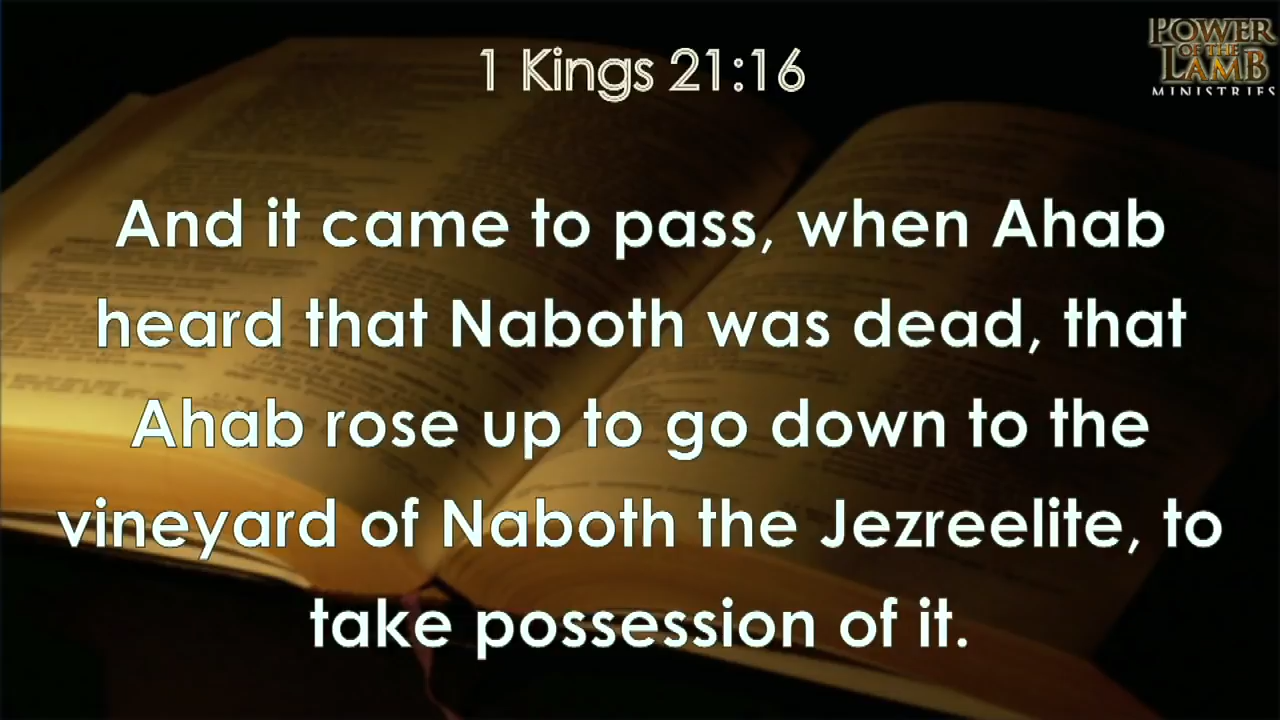 1 Kings 21:16
POWER
OF THE
LAMB
MINISTRIES
And it came to pass, when Ahab
heard that Naboth was dead, that
Ahab rose up to go down to the
vineyard of Naboth the Jezreelite, to
take possession of it.